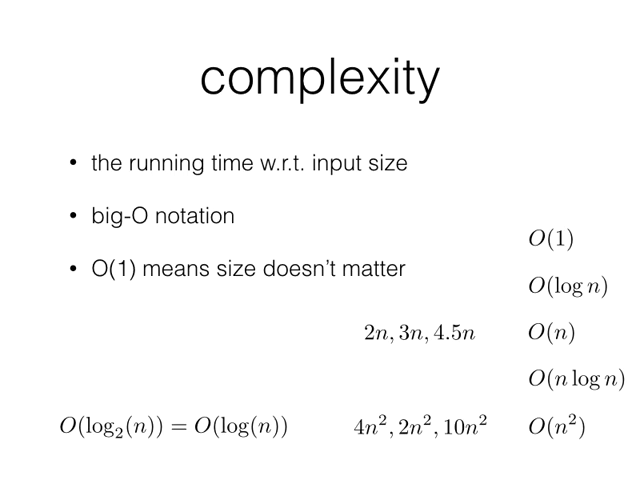 complexity
• the running time w.r.t. input size
• big-O notation
O(1)
• O(1) means size doesn't matter
O(log n)
2n, 3n, 4.5n O(n)
O(n log n)
O(log₂(n)) = O(log(n)) 4n², 2n², 10n² O(n²)